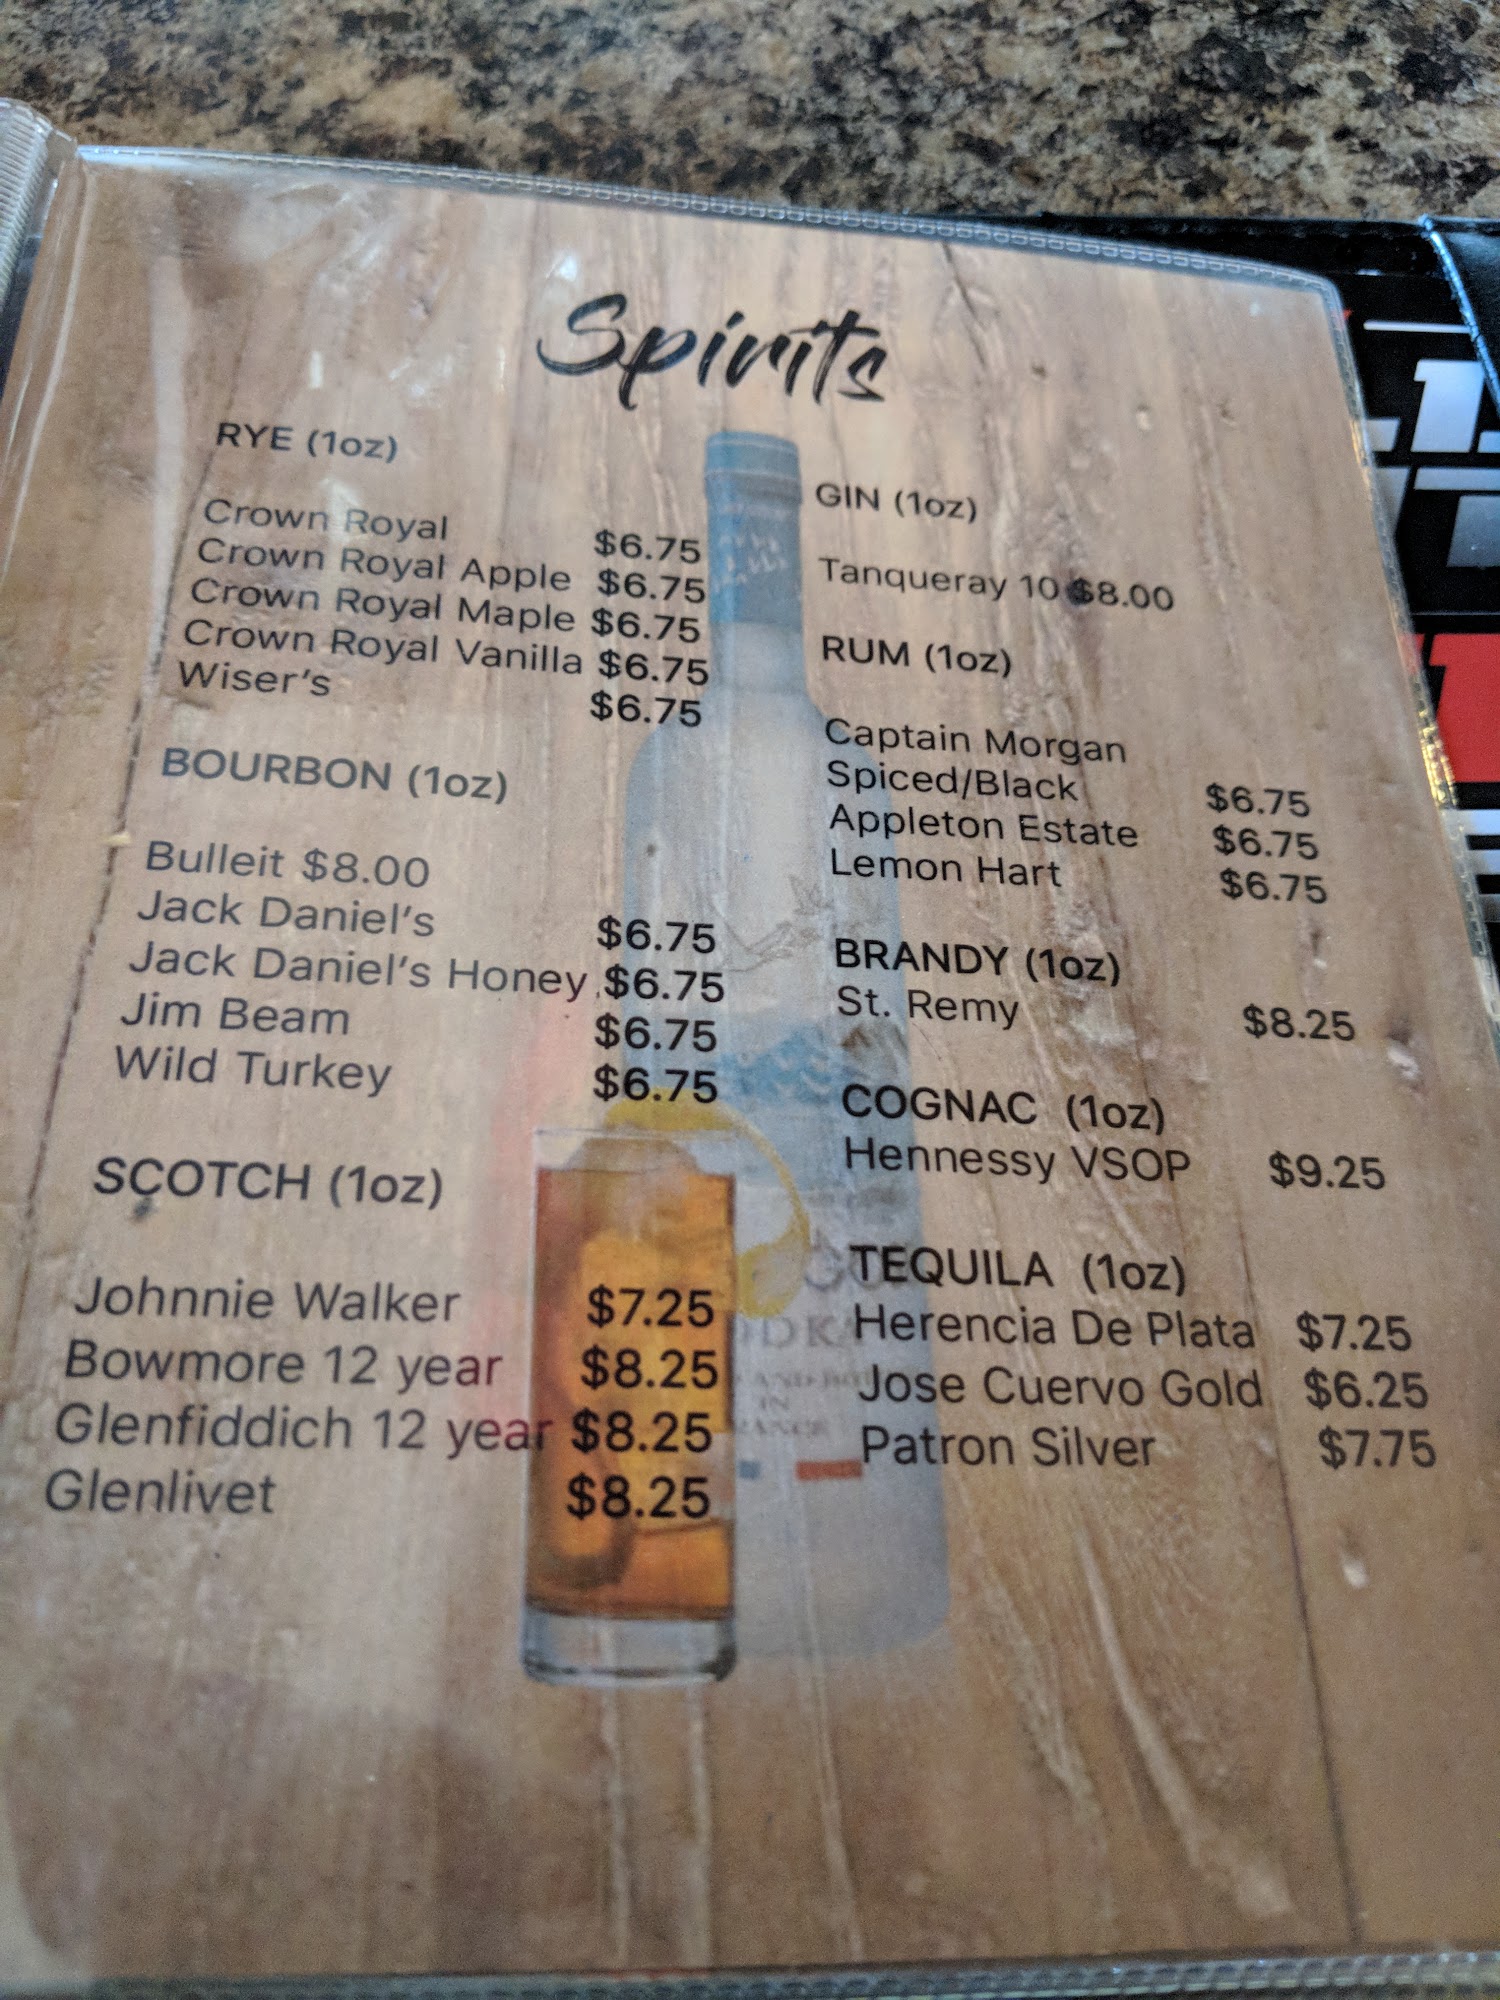 Spirits
RYE (1oz)
Crown Royal $6.75
Crown Royal Apple $6.75
Crown Royal Maple $6.75
Crown Royal Vanilla $6.75
Wiser's $6.75
BOURBON (1oz)
Bulleit $8.00
Jack Daniel's $6.75
Jack Daniel's Honey $6.75
Jim Beam $6.75
Wild Turkey $6.75
SCOTCH (1oz)
Johnnie Walker $7.25
Bowmore 12 year $8.25
Glenfiddich 12 year $8.25
Glenlivet $8.25
GIN (1oz)
Tanqueray 10 $8.00
RUM (1oz)
Captain Morgan
Spiced/Black $6.75
Appleton Estate $6.75
Lemon Hart $6.75
BRANDY (1oz)
St. Remy $8.25
COGNAC (1oz)
Hennessy VSOP $9.25
TEQUILA (1oz)
Herencia De Plata $7.25
Jose Cuervo Gold $6.25
Patron Silver $7.75